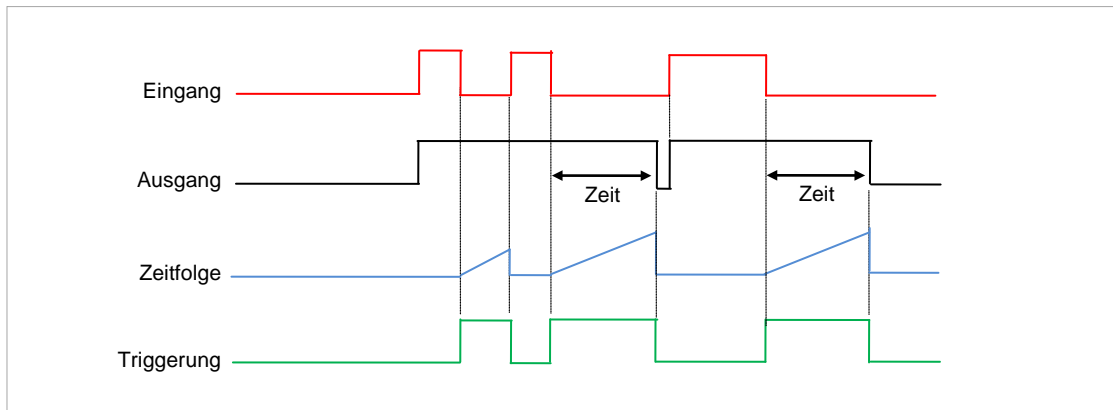 Eingang
Ausgang
Zeit
Zeit
Zeitfolge
Triggerung